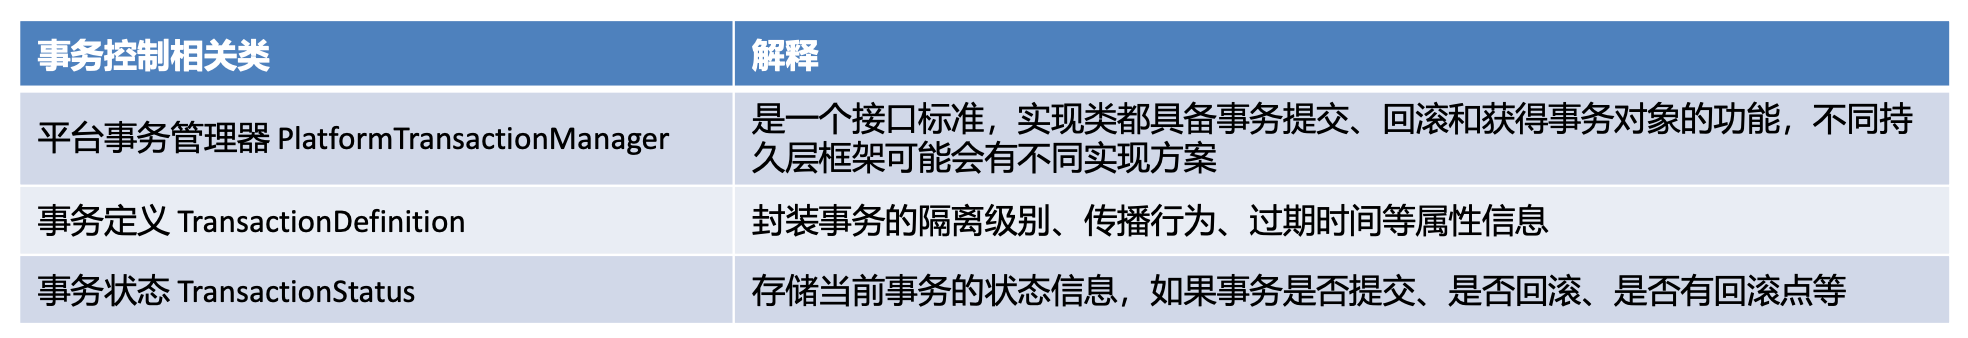 事务控制相关类
解释
平台事务管理器 PlatformTransactionManager
是一个接口标准，实现类都具备事务提交、回滚和获得事务对象的功能，不同持
久层框架可能会有不同实现方案
事务定义 TransactionDefinition
封装事务的隔离级别、传播行为、过期时间等属性信息
事务状态 TransactionStatus
存储当前事务的状态信息，如果事务是否提交、是否回滚、是否有回滚点等